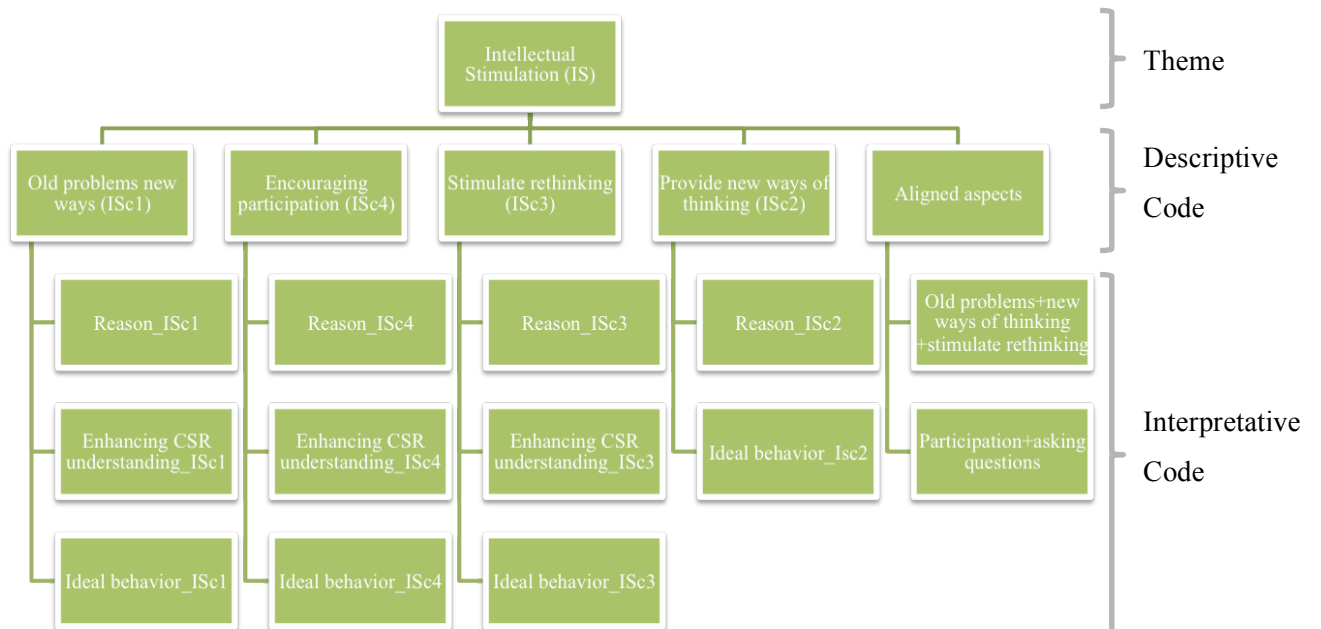 Intellectual
Stimulation (IS)
Theme
Old problems new
ways (ISc1)
Encouraging
participation (ISc4)
Stimulate rethinking
(ISc3)
Provide new ways of
thinking (ISc2)
Aligned aspects
Descriptive
Code
Reason_ISc1
Reason_ISc4
Reason_ISc3
Reason_ISc2
Old problems+new
ways of thinking
+stimulate rethinking
Enhancing CSR
understanding_ISc1
Enhancing CSR
understanding_ISc4
Enhancing CSR
understanding_ISc3
Ideal behavior_Isc2
Participation+asking
questions
Interpretative
Code
Ideal behavior_ISc1
Ideal behavior_ISc4
Ideal behavior_ISc3